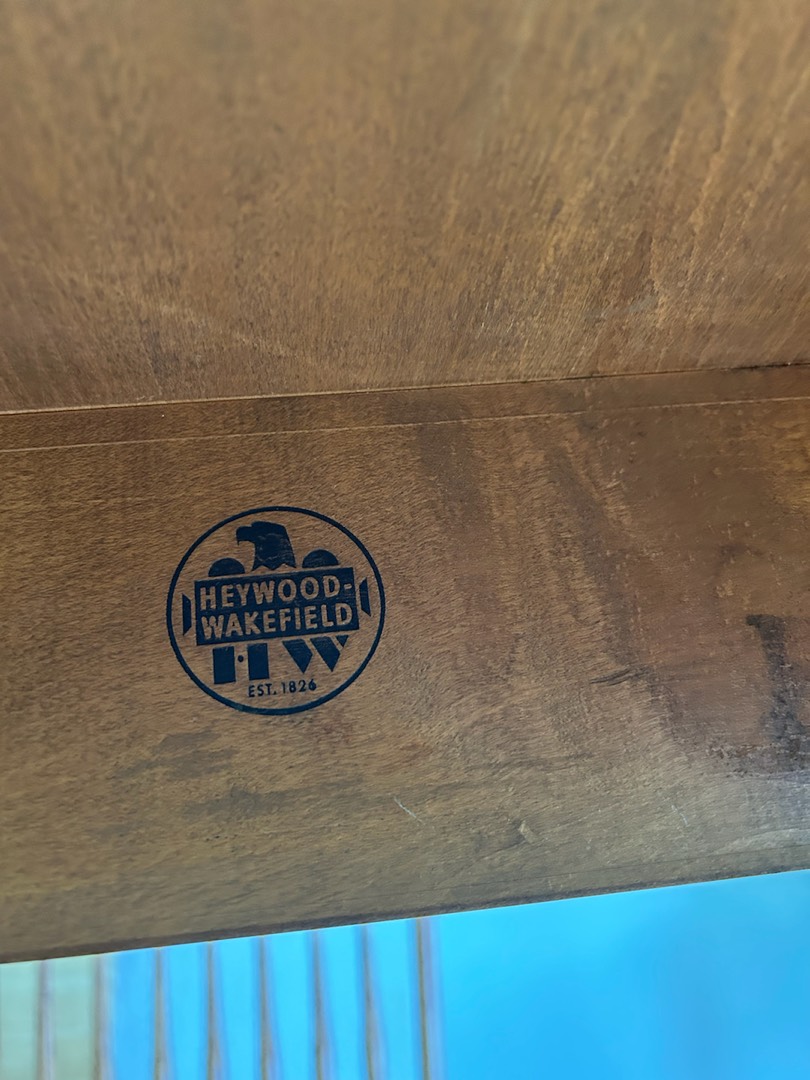 HEYWOOD-
WAKEFIELD
HW
EST. 1826